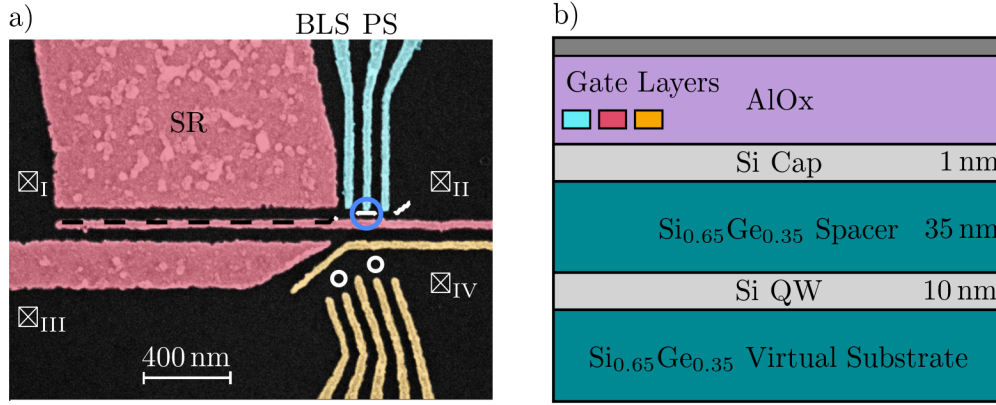 a)
BLS PS
SR
☒I
☒II
☒III
☒IV
400 nm
b)
Gate Layers
AlOx
Si Cap 1 nm
Si₀.₆₅Ge₀.₃₅ Spacer 35 nm
Si QW 10 nm
Si₀.₆₅Ge₀.₃₅ Virtual Substrate